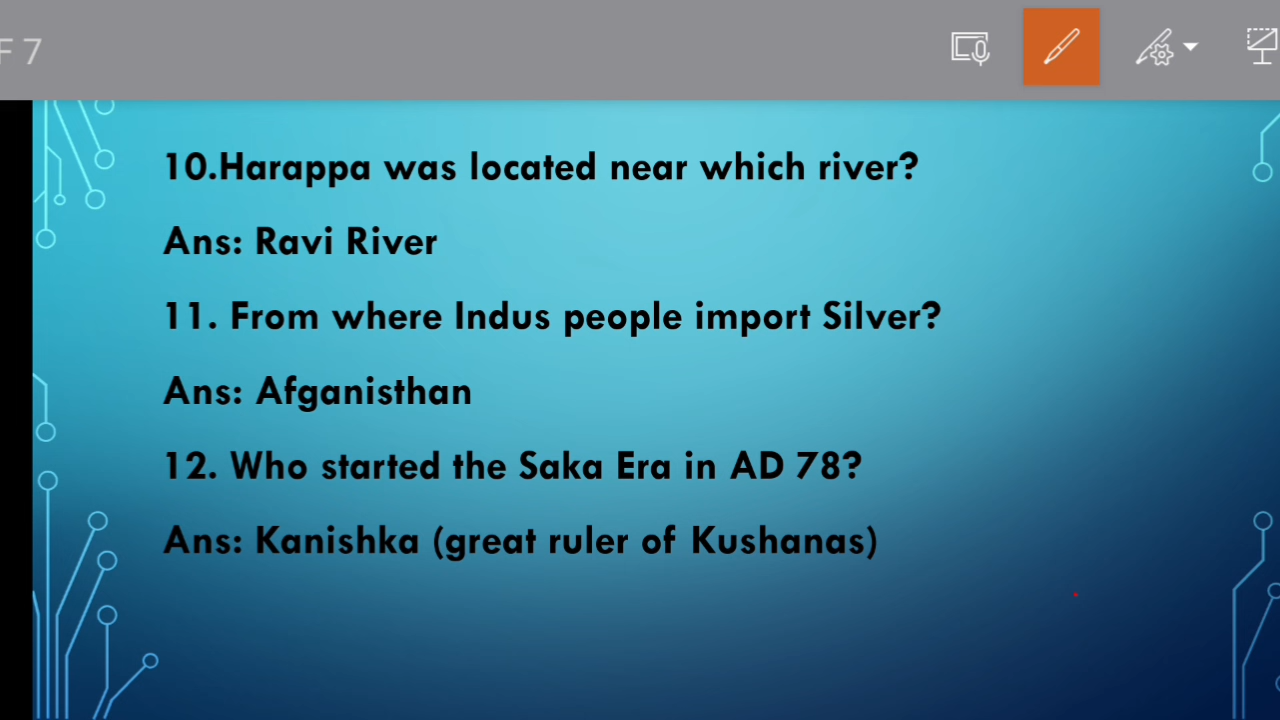 F 7
10.Harappa was located near which river?
Ans: Ravi River
11. From where Indus people import Silver?
Ans: Afganisthan
12. Who started the Saka Era in AD 78?
Ans: Kanishka (great ruler of Kushanas)